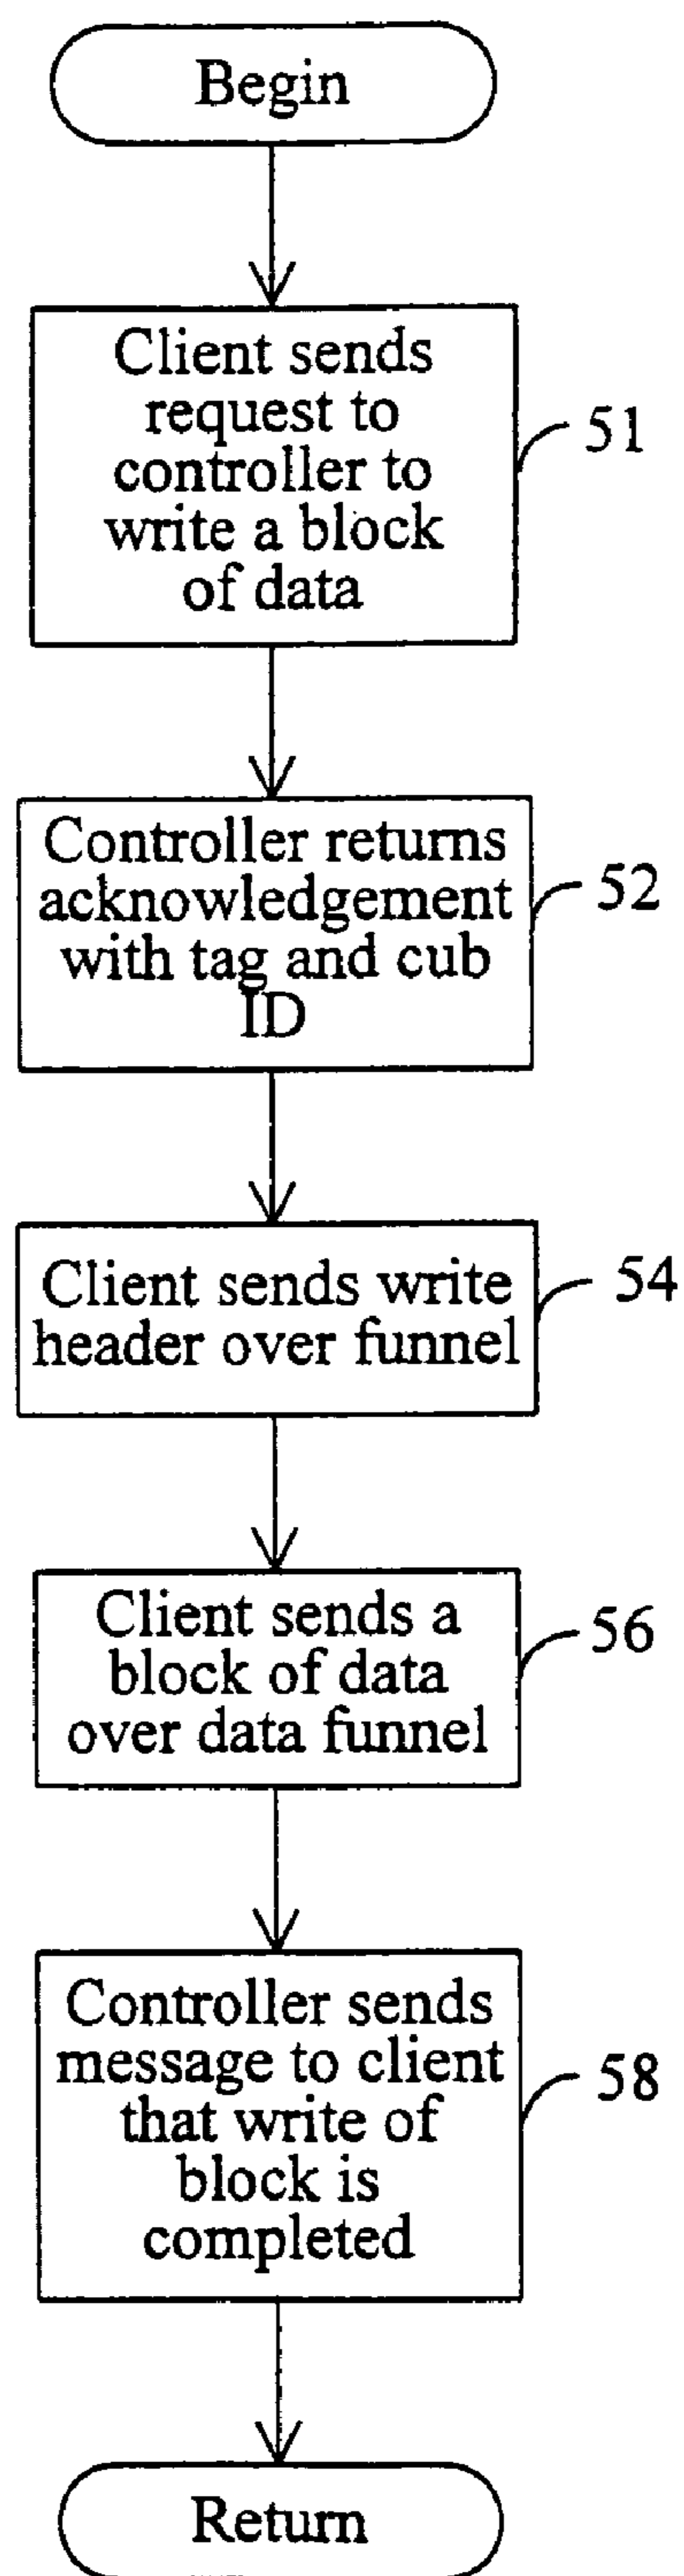 Begin
Client sends
request to
controller to
write a block
of data
51
Controller returns
acknowledgement
with tag and cub
ID
52
Client sends write
header over funnel
54
Client sends a
block of data
over data funnel
56
Controller sends
message to client
that write of
block is
completed
58
Return